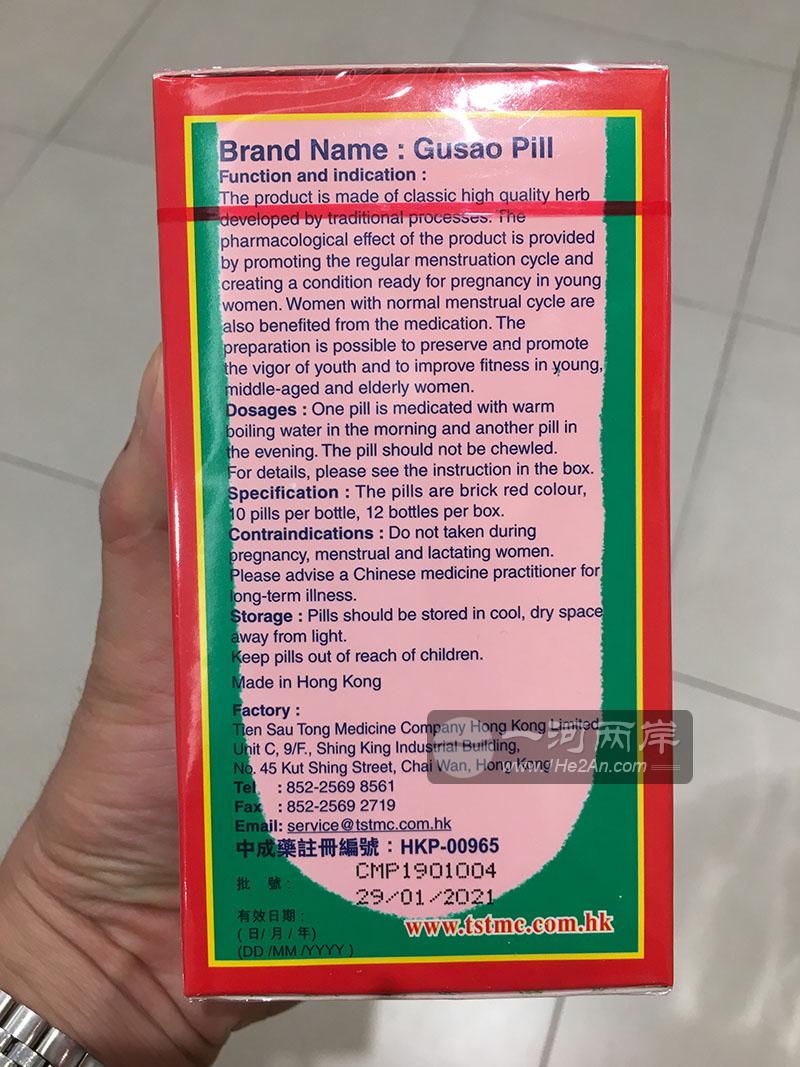 Brand Name : Gusao Pill
Function and indication :
The product is made of classic high quality herb
developed by traditional processes. The
pharmacological effect of the product is provided
by promoting the regular menstruation cycle and
creating a condition ready for pregnancy in young
women. Women with normal menstrual cycle are
also benefited from the medication. The
preparation is possible to preserve and promote
the vigor of youth and to improve fitness in young,
middle-aged and elderly women.
Dosages : One pill is medicated with warm
boiling water in the morning and another pill in
the evening. The pill should not be chewled.
For details, please see the instruction in the box.
Specification : The pills are brick red colour,
10 pills per bottle, 12 bottles per box.
Contraindications : Do not taken during
pregnancy, menstrual and lactating women.
Please advise a Chinese medicine practitioner for
long-term illness.
Storage : Pills should be stored in cool, dry space
away from light.
Keep pills out of reach of children.
Made in Hong Kong
Factory :
Tien Sau Tong Medicine Company Hong Kong Limited
Unit C, 9/F., Shing King Industrial Building,
No. 45 Kut Shing Street, Chai Wan, Hong Kong
Tel : 852-2569 8561
Fax : 852-2569 2719
Email: service@tstmc.com.hk
中成藥註冊編號：HKP-00965
批 號 : CMP1901004
有效日期 : 29/01/2021
( 日/ 月 / 年)
(DD /MM /YYYY )
www.tstmc.com.hk
一河两岸
www.He2An.com